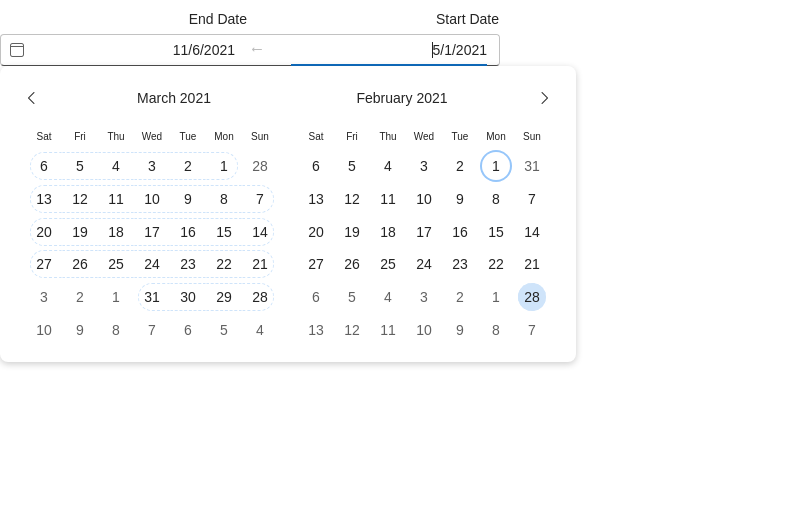 End Date Start Date
11/6/2021 ← 5/1/2021
March 2021 February 2021
Sat Fri Thu Wed Tue Mon Sun Sat Fri Thu Wed Tue Mon Sun
6 5 4 3 2 1 28 6 5 4 3 2 1 31
13 12 11 10 9 8 7 13 12 11 10 9 8 7
20 19 18 17 16 15 14 20 19 18 17 16 15 14
27 26 25 24 23 22 21 27 26 25 24 23 22 21
3 2 1 31 30 29 28 6 5 4 3 2 1 28
10 9 8 7 6 5 4 13 12 11 10 9 8 7